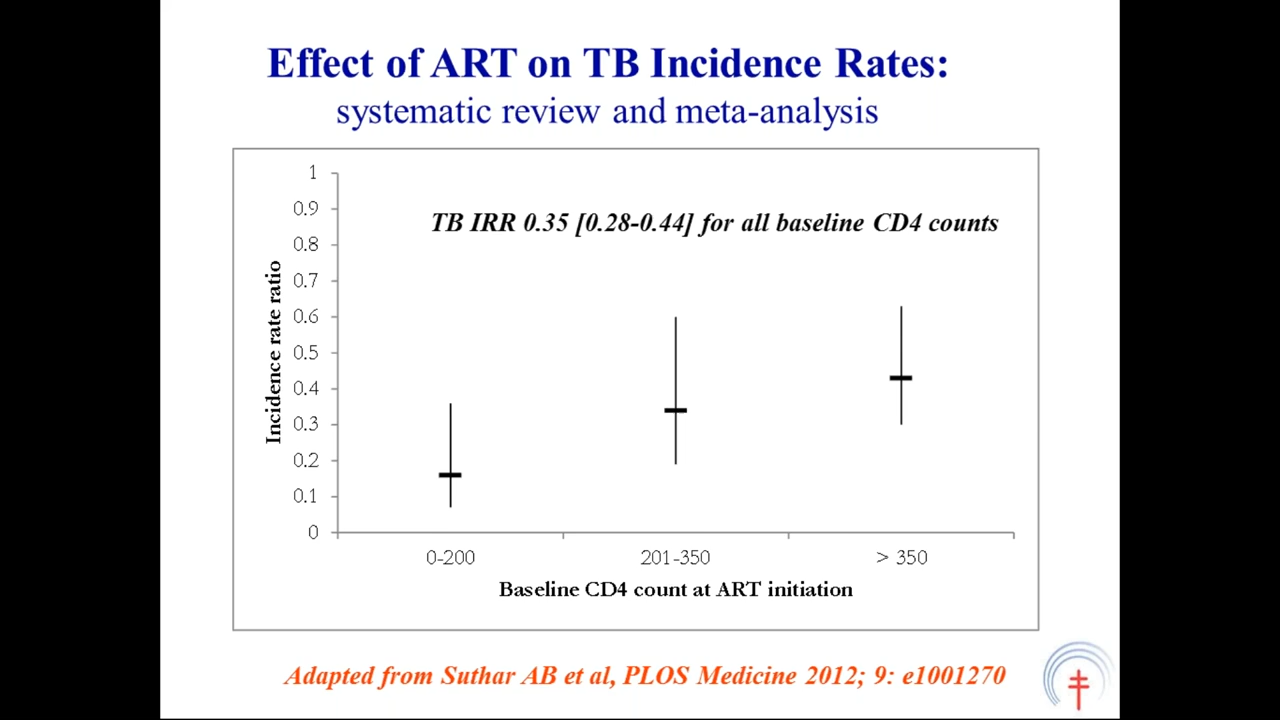 Effect of ART on TB Incidence Rates:
systematic review and meta-analysis
1
0.9
0.8
0.7
0.6
0.5
0.4
0.3
0.2
0.1
0
Incidence rate ratio
TB IRR 0.35 [0.28-0.44] for all baseline CD4 counts
0-200
201-350
> 350
Baseline CD4 count at ART initiation
Adapted from Suthar AB et al, PLOS Medicine 2012; 9: e1001270